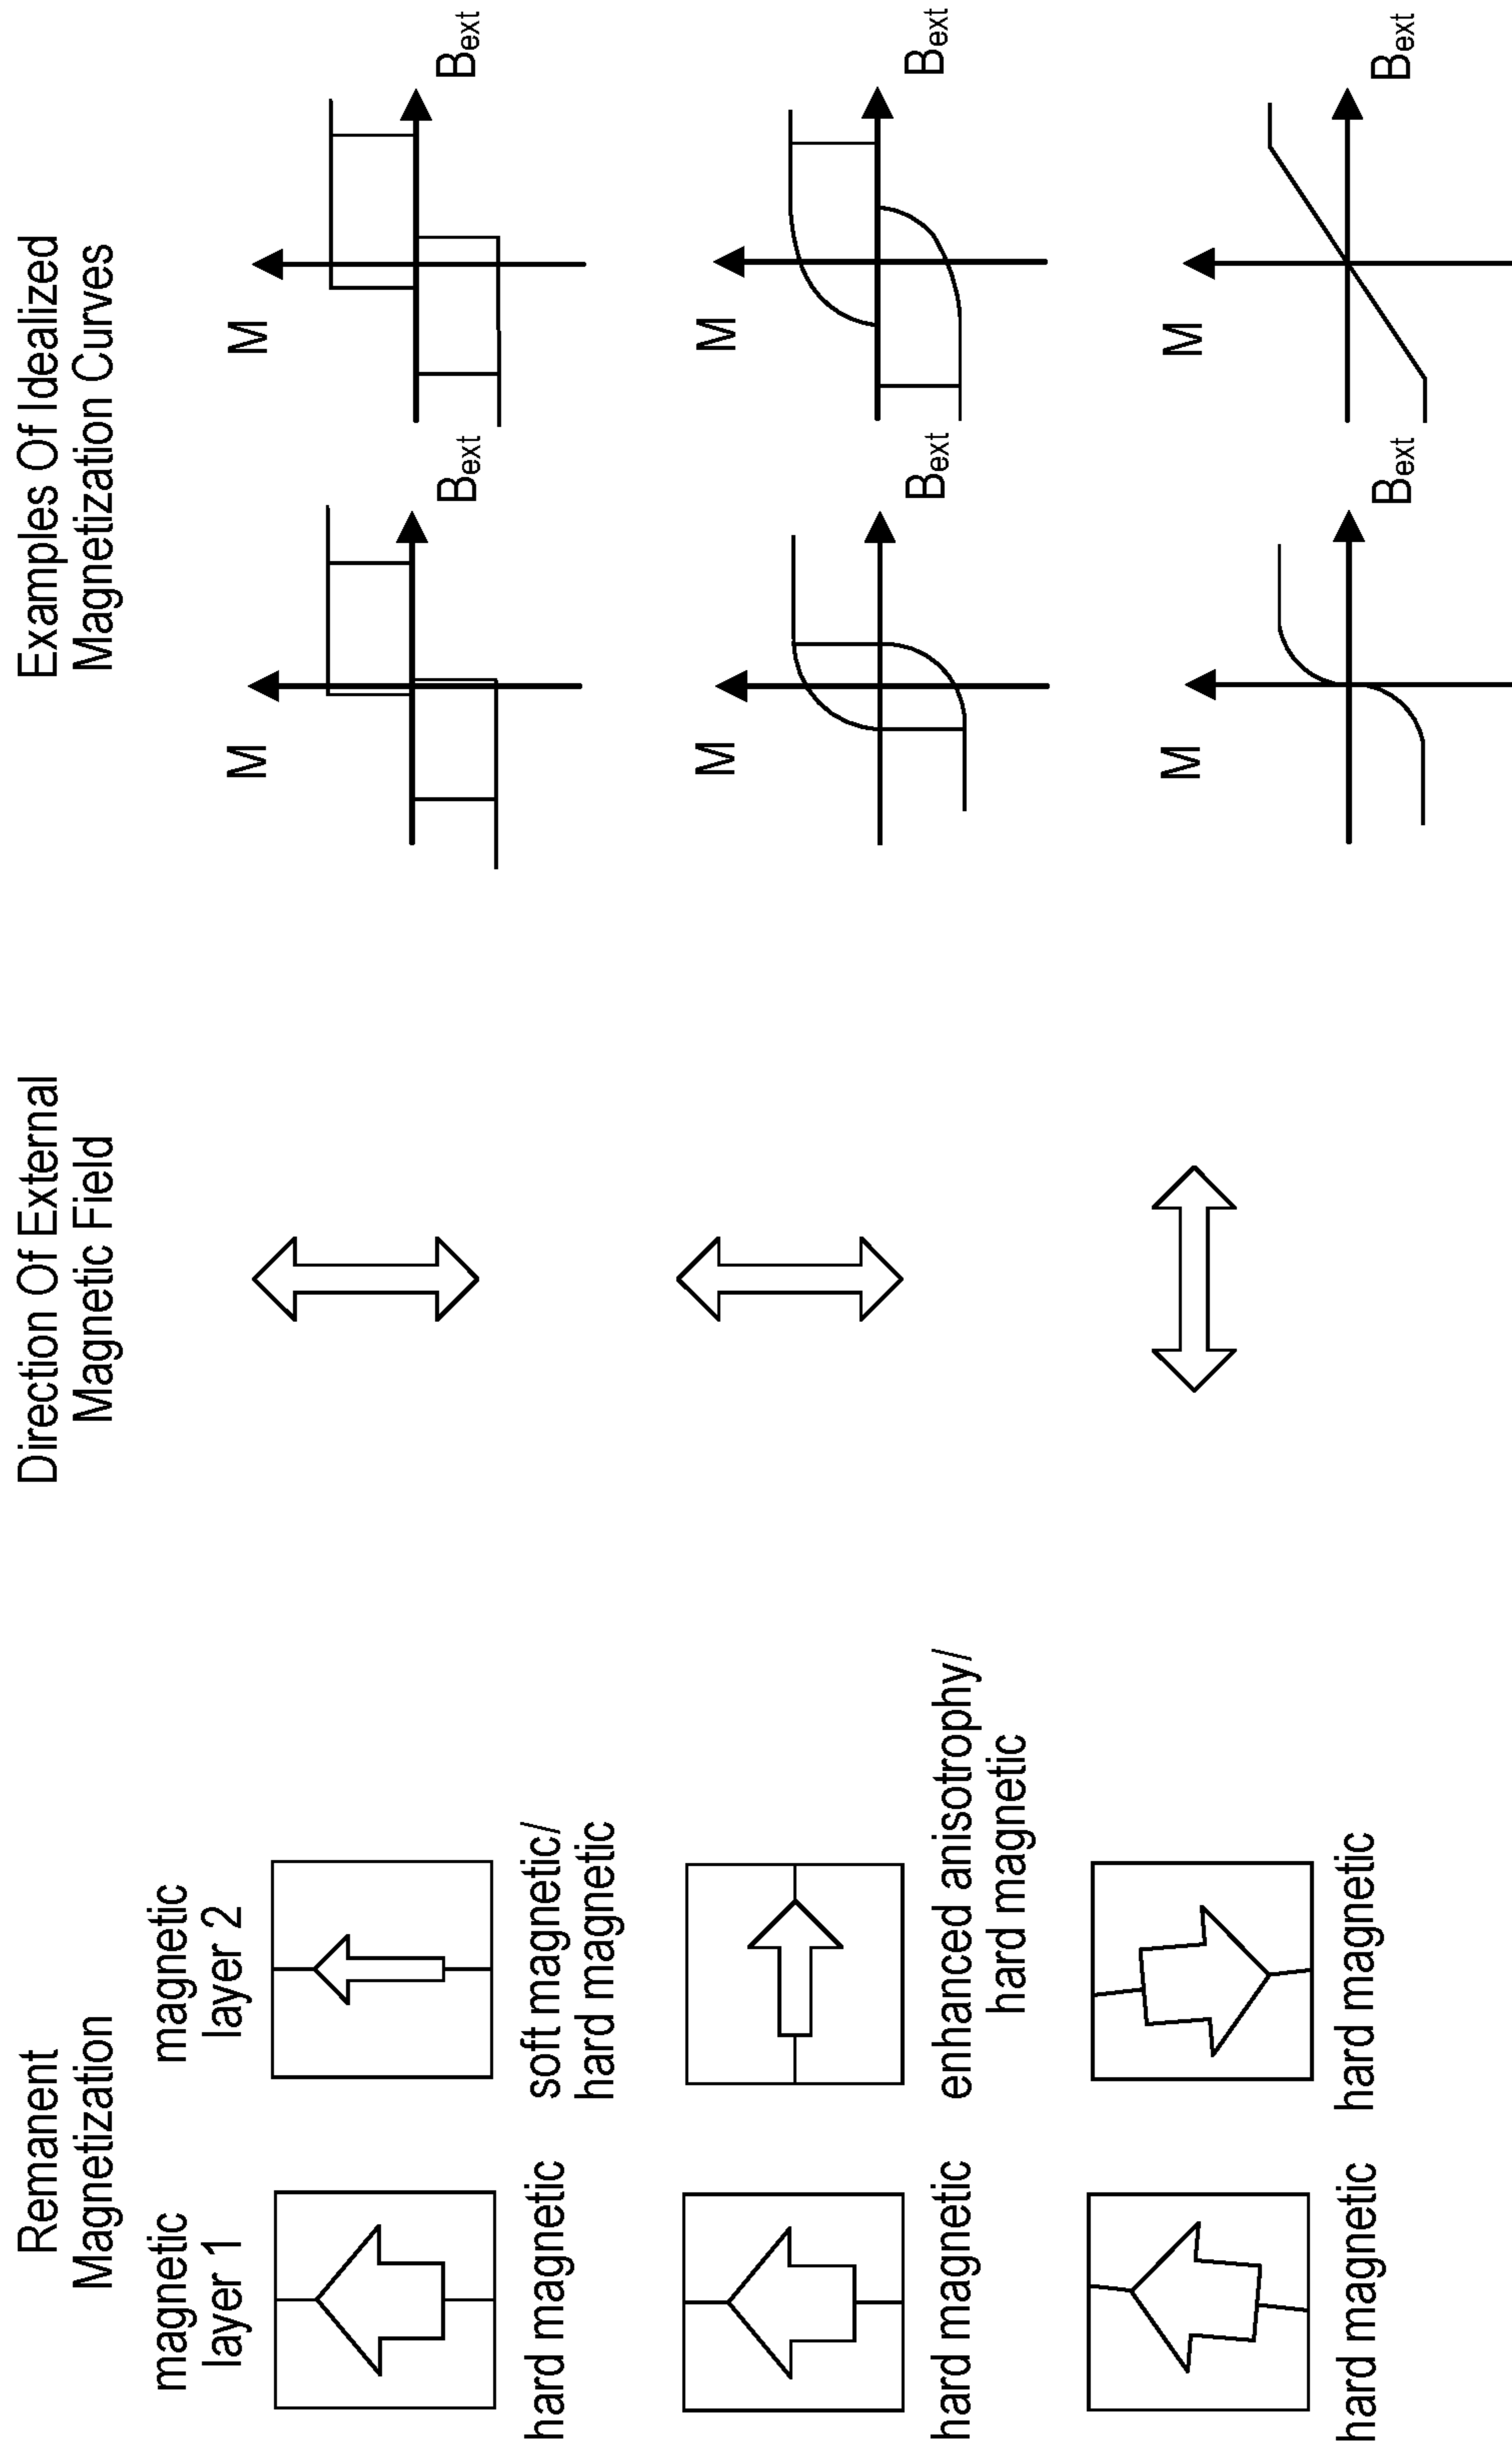 Remanent
Magnetization
Direction Of External
Magnetic Field
Examples Of Idealized
Magnetization Curves
magnetic
layer 1
magnetic
layer 2
hard magnetic
soft magnetic/
hard magnetic
M
Bext
M
Bext
hard magnetic
enhanced anisotropy/
hard magnetic
M
Bext
M
Bext
hard magnetic
hard magnetic
M
Bext
M
Bext